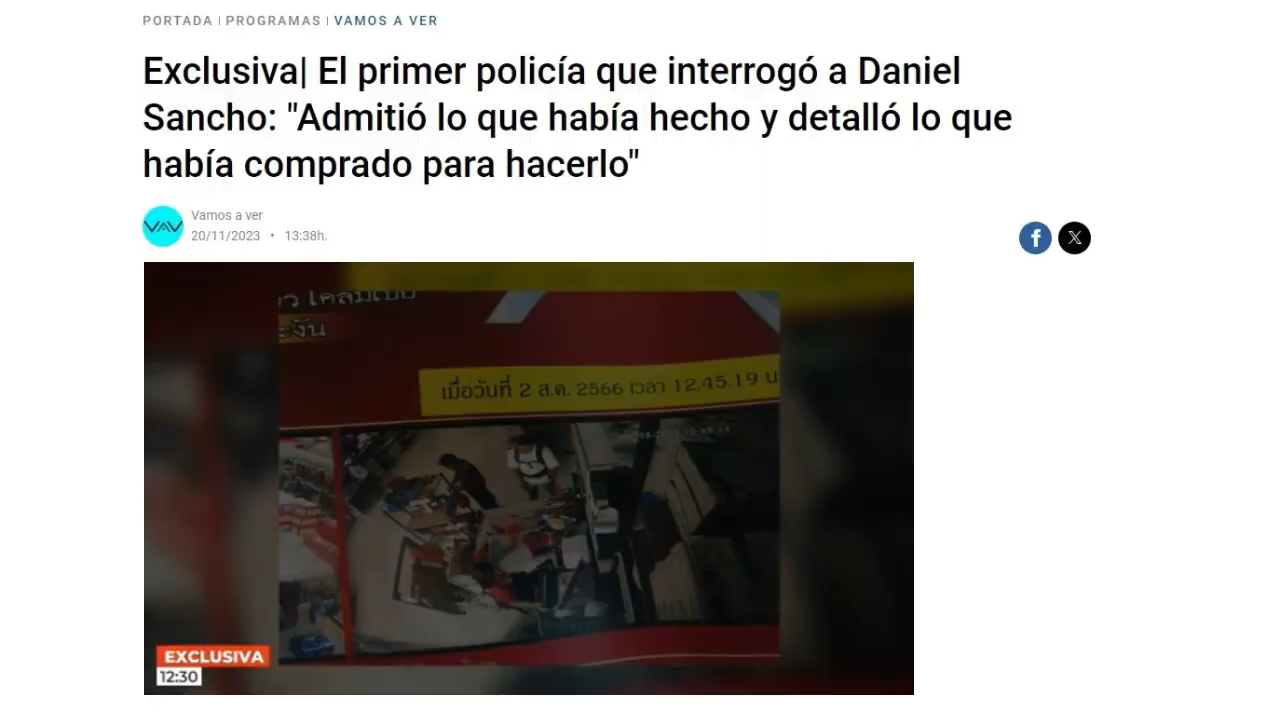 PORTADA | PROGRAMAS | VAMOS A VER
Exclusiva| El primer policía que interrogó a Daniel
Sancho: "Admitió lo que había hecho y detalló lo que
había comprado para hacerlo"
Vamos a ver
20/11/2023 • 13:38h.
เมื่อวันที่ 2 ส.ค. 2566 เวลา 12.45.19 น
EXCLUSIVA
12:30